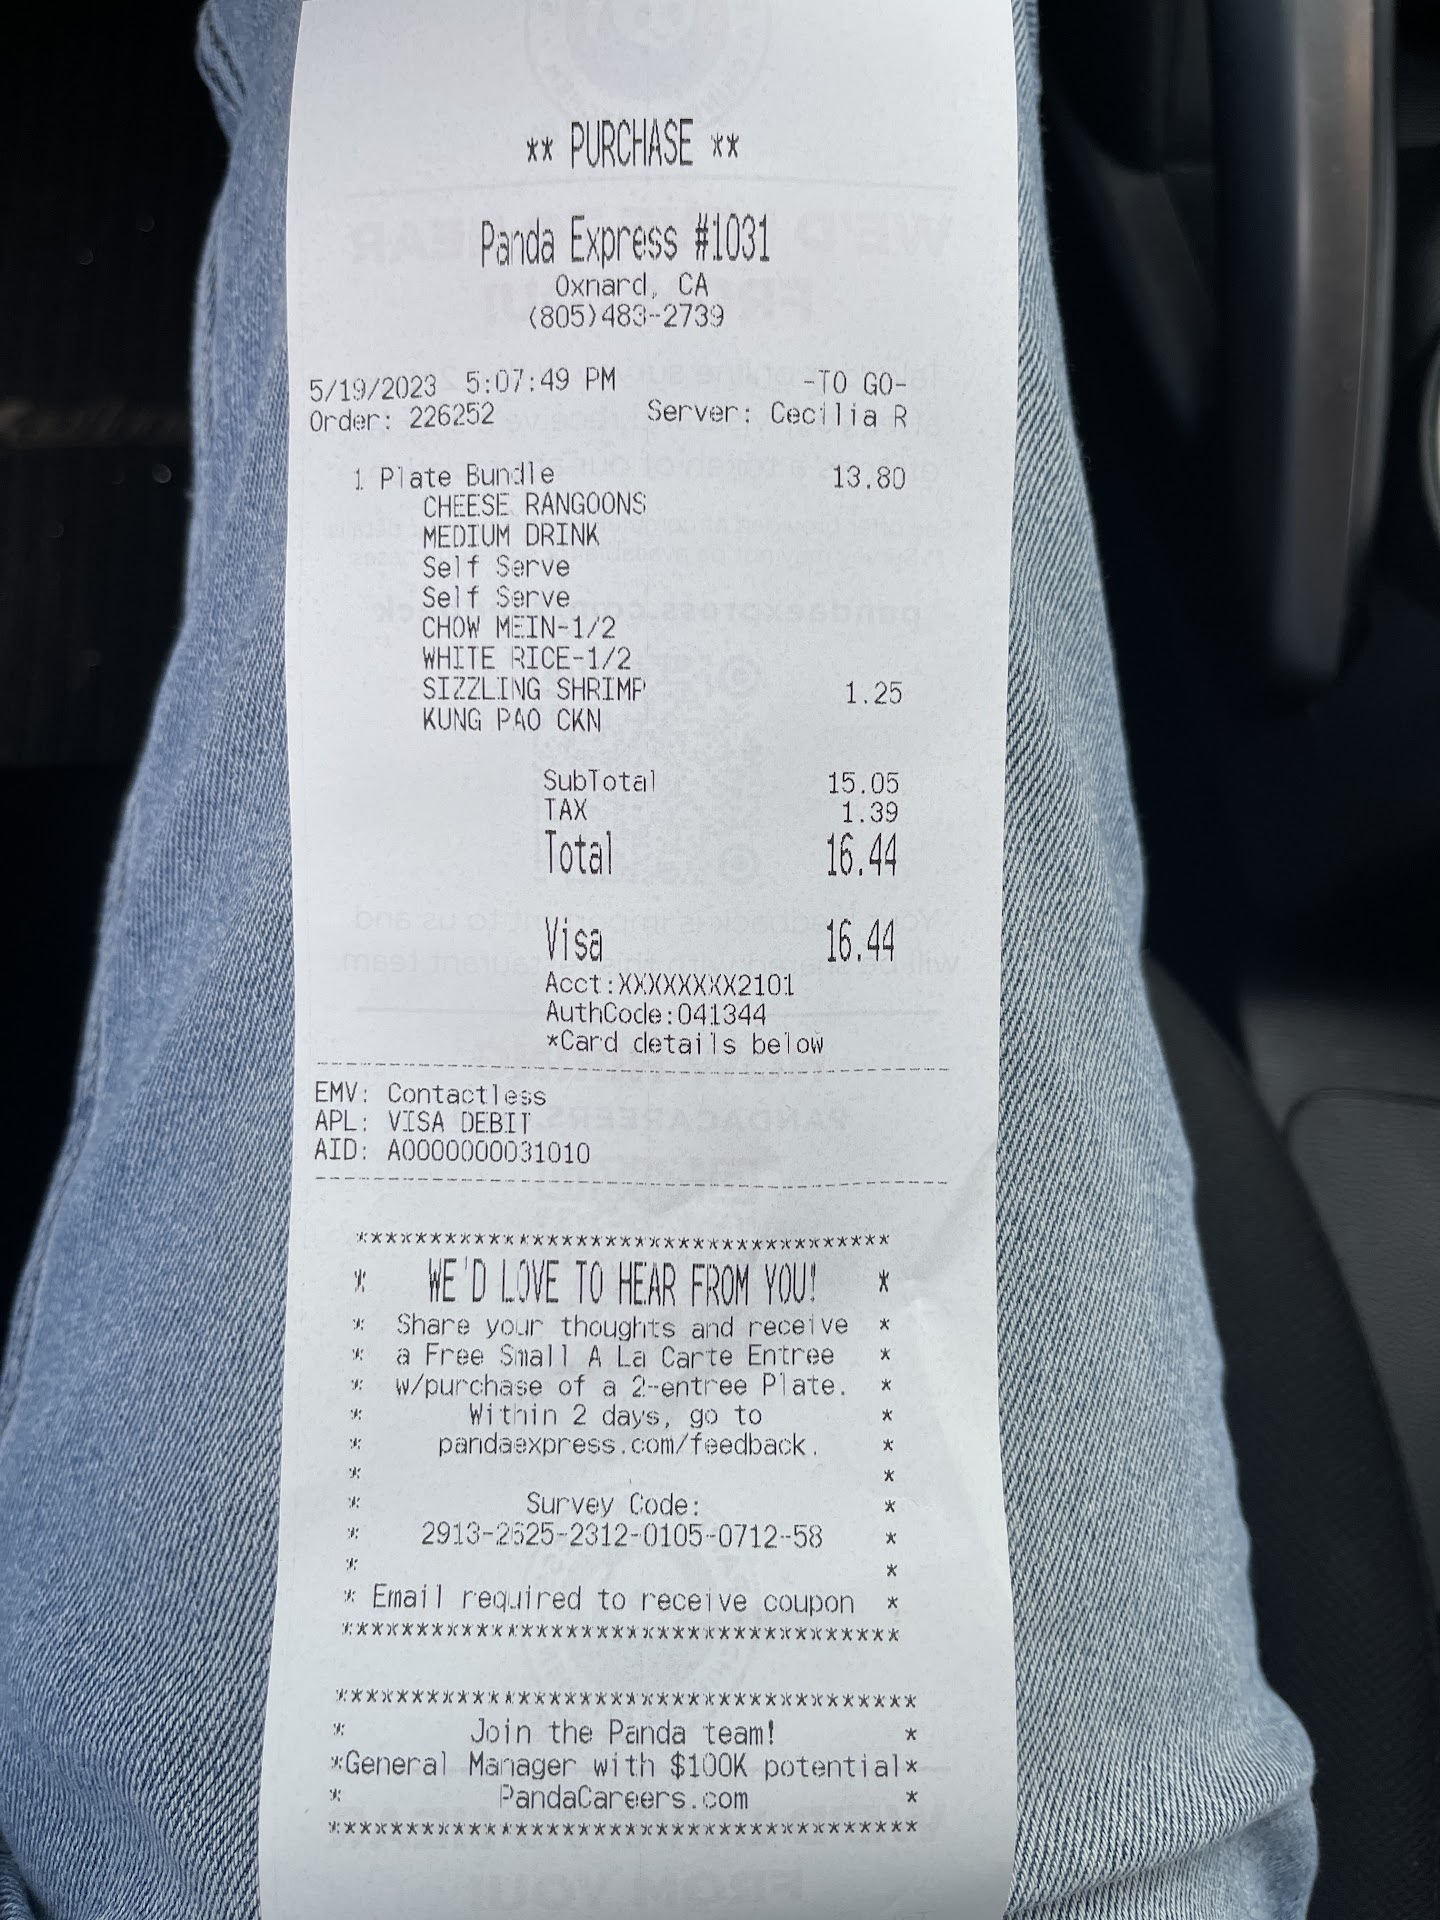 ** PURCHASE **
Panda Express #1031
Oxnard, CA
(805)483-2739
5/19/2023 5:07:49 PM -TO GO-
Order: 226252 Server: Cecilia R
1 Plate Bundle 13.80
CHEESE RANGOONS
MEDIUM DRINK
Self Serve
Self Serve
CHOW MEIN-1/2
WHITE RICE-1/2
SIZZLING SHRIMP 1.25
KUNG PAO CKN
SubTotal 15.05
TAX 1.39
Total 16.44
Visa 16.44
Acct:XXXXXXXX2101
AuthCode:041344
*Card details below
EMV: Contactless
APL: VISA DEBIT
AID: A0000000031010
************************************
* WE'D LOVE TO HEAR FROM YOU! *
* Share your thoughts and receive *
* a Free Small A La Carte Entree *
* w/purchase of a 2-entree Plate. *
* Within 2 days, go to *
* pandaexpress.com/feedback. *
* *
* Survey Code: *
* 2913-2625-2312-0105-0712-58 *
* *
* Email required to receive coupon *
**************************************
***************************************
* Join the Panda team! *
*General Manager with $100K potential*
* PandaCareers.com *
***************************************